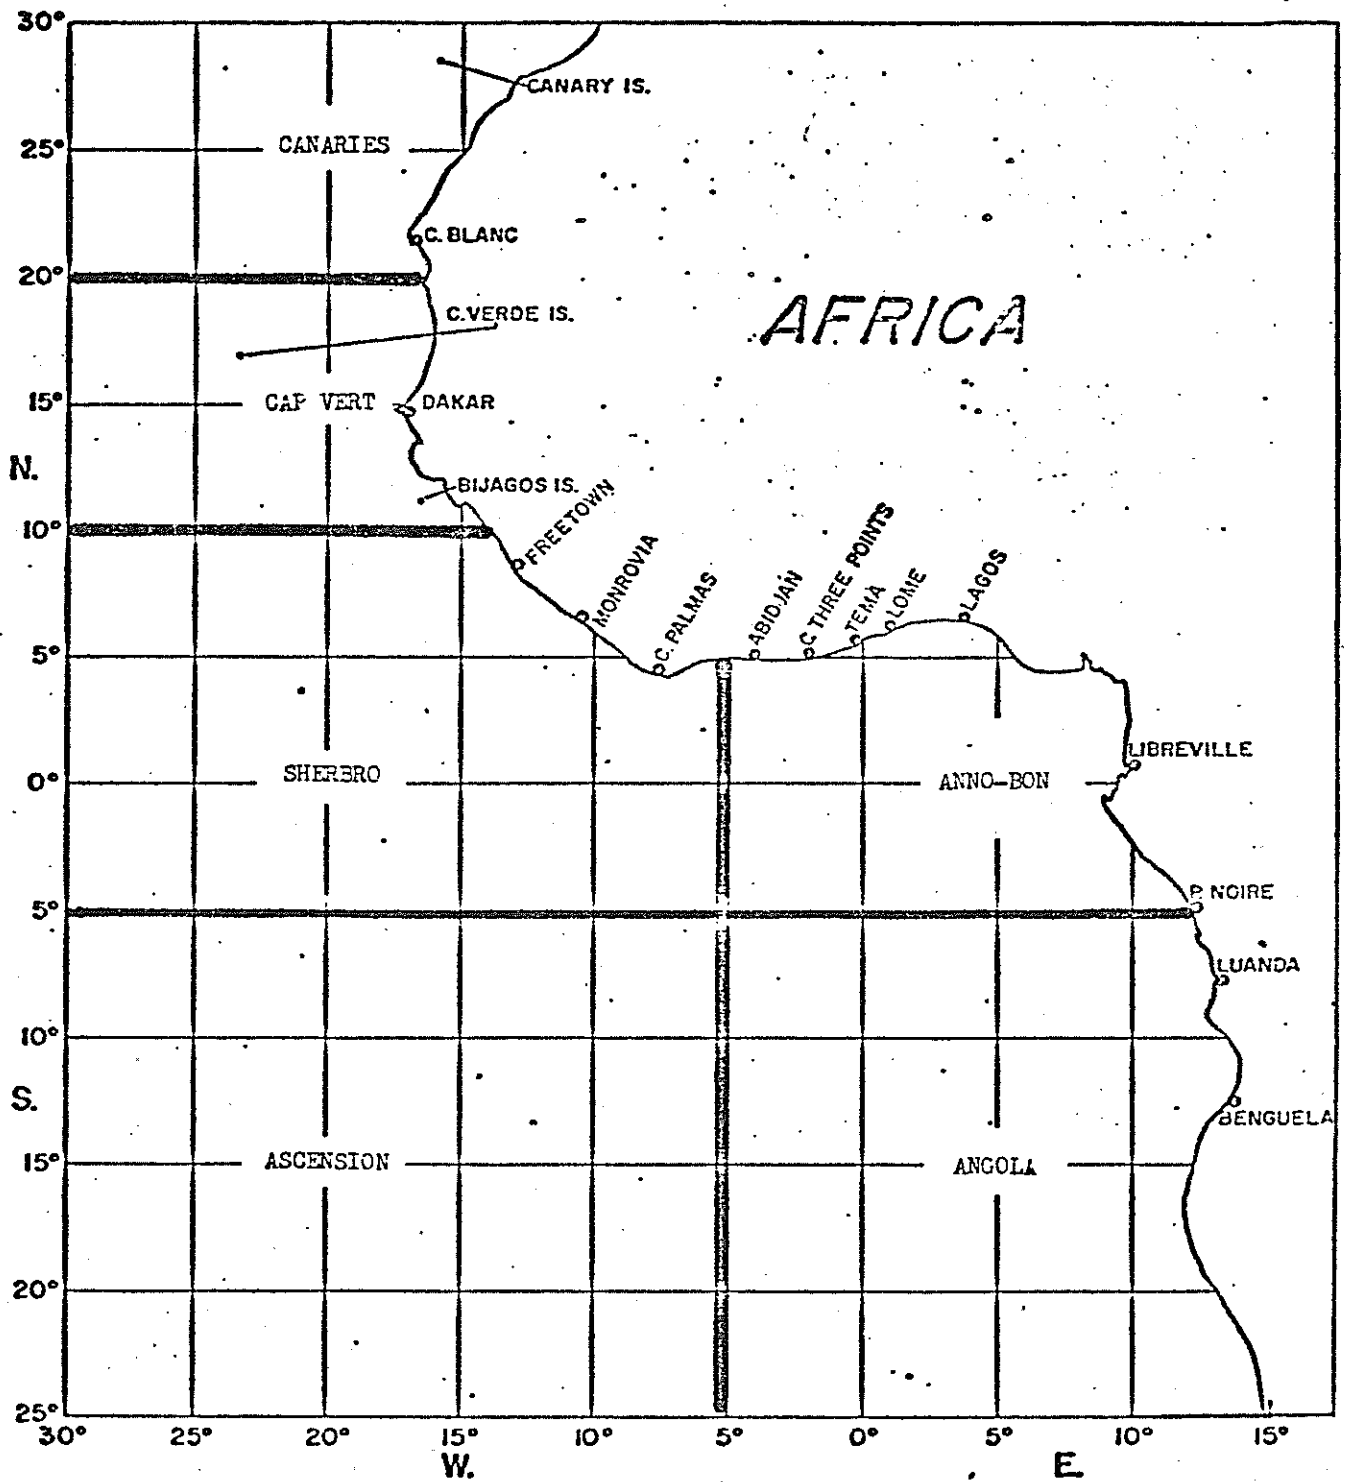 30°
CANARY IS.
CANARIES
25°
C. BLANC
20°
C. VERDE IS.
AFRICA
15°
CAP VERT
DAKAR
N.
BIJAGOS IS.
10°
FREETOWN
MONROVIA
C. PALMAS
ABIDJAN
C THREE POINTS
TEMA
LOME
LAGOS
5°
LIBREVILLE
SHERBRO
0°
ANNO-BON
P. NOIRE
5°
LUANDA
10°
S.
BENGUELA
15°
ASCENSION
ANGOLA
20°
25°
30° 25° 20° 15° 10° 5° 0° 5° 10° 15°
W. E.